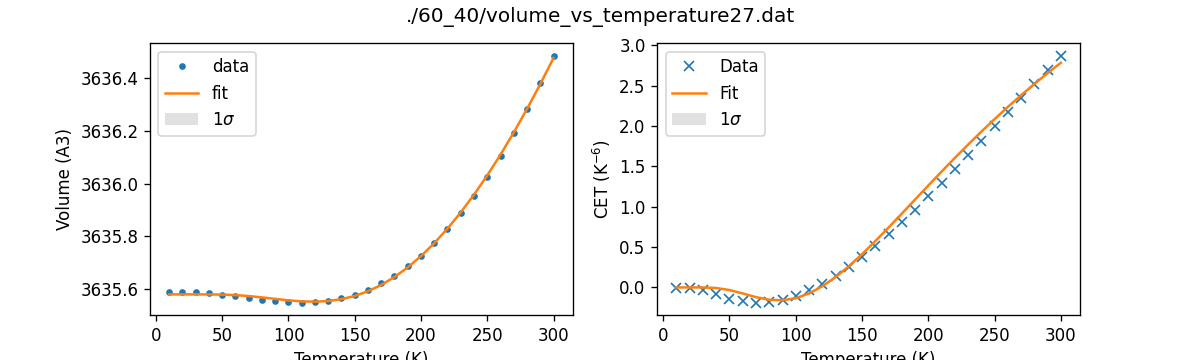 ./60_40/volume_vs_temperature27.dat
Volume (A3)
3636.4
3636.2
3636.0
3635.8
3635.6
data
fit
1σ
0
50
100
150
200
250
300
Temperature (K)
CET (K⁻⁶)
3.0
2.5
2.0
1.5
1.0
0.5
0.0
Data
Fit
1σ
0
50
100
150
200
250
300
Temperature (K)